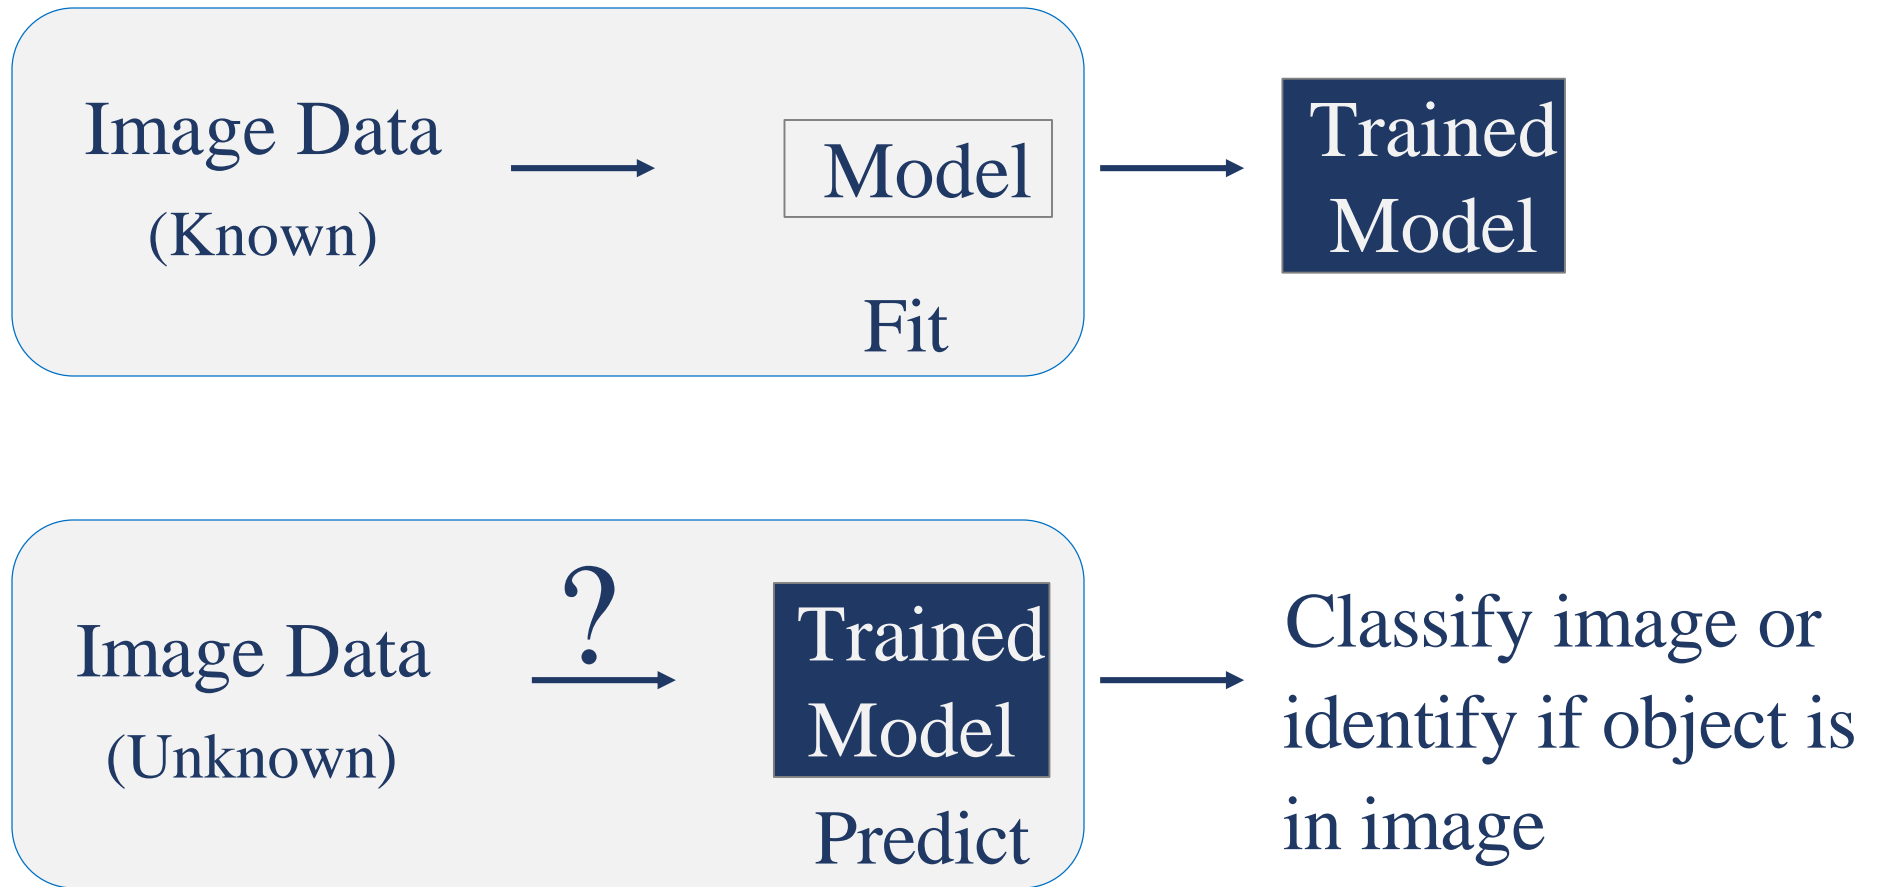 Image Data
(Known)
Model
Fit
Trained
Model
Image Data
(Unknown)
?
Trained
Model
Predict
Classify image or
identify if object is
in image